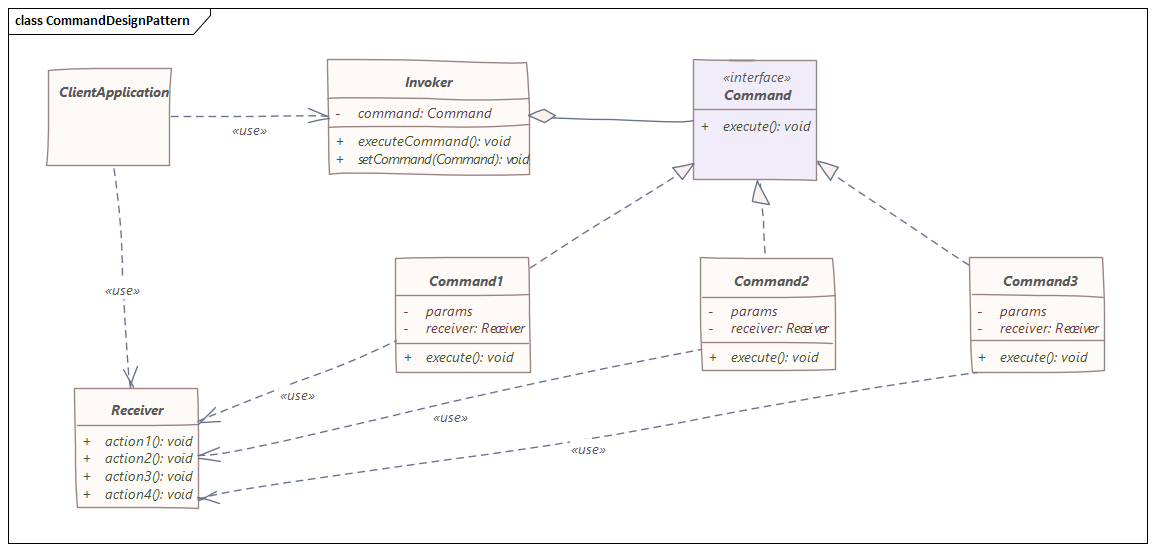 class CommandDesignPattern
ClientApplication
«use»
Invoker
- command: Command
+ executeCommand(): void
+ setCommand(Command): void
«interface»
Command
+ execute(): void
«use»
Command1
- params
- receiver: Receiver
+ execute(): void
Command2
- params
- receiver: Receiver
+ execute(): void
Command3
- params
- receiver: Receiver
+ execute(): void
«use»
«use»
«use»
Receiver
+ action1(): void
+ action2(): void
+ action3(): void
+ action4(): void